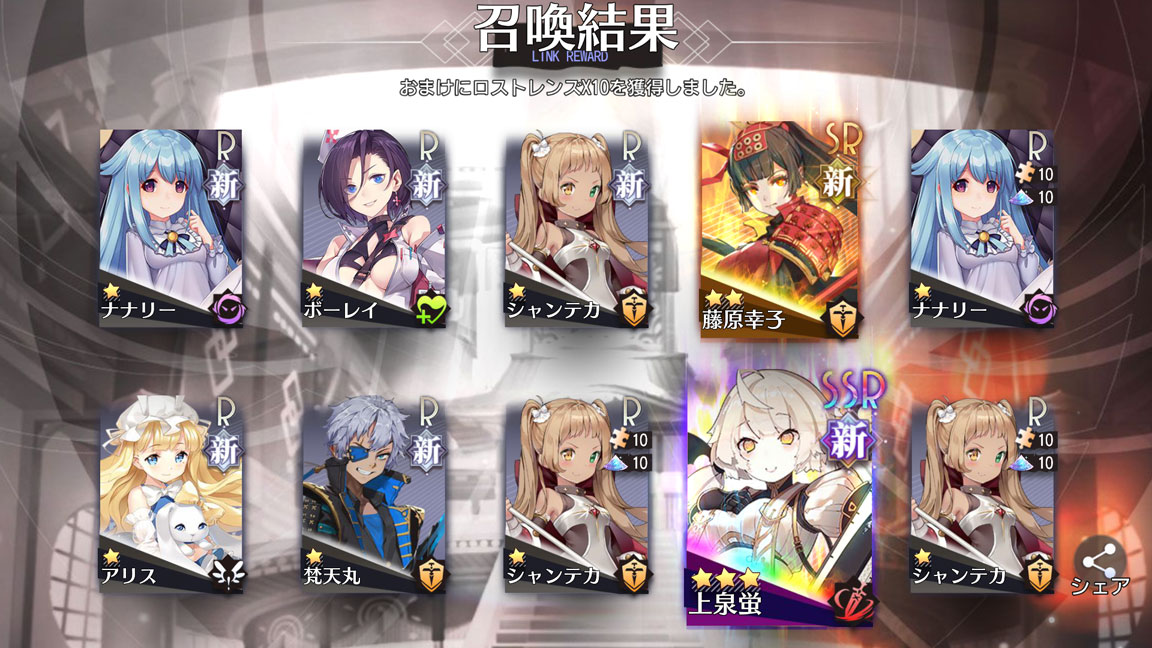 召喚結果
LINK REWARD
おまけにロストレンズX10を獲得しました。
R
新
ナナリー
R
新
ボーレイ
R
新
シャンテカ
SR
新
藤原幸子
R
10
10
ナナリー
R
新
アリス
R
新
梵天丸
R
10
10
シャンテカ
SSR
新
上泉蛍
R
10
10
シャンテカ
シェア